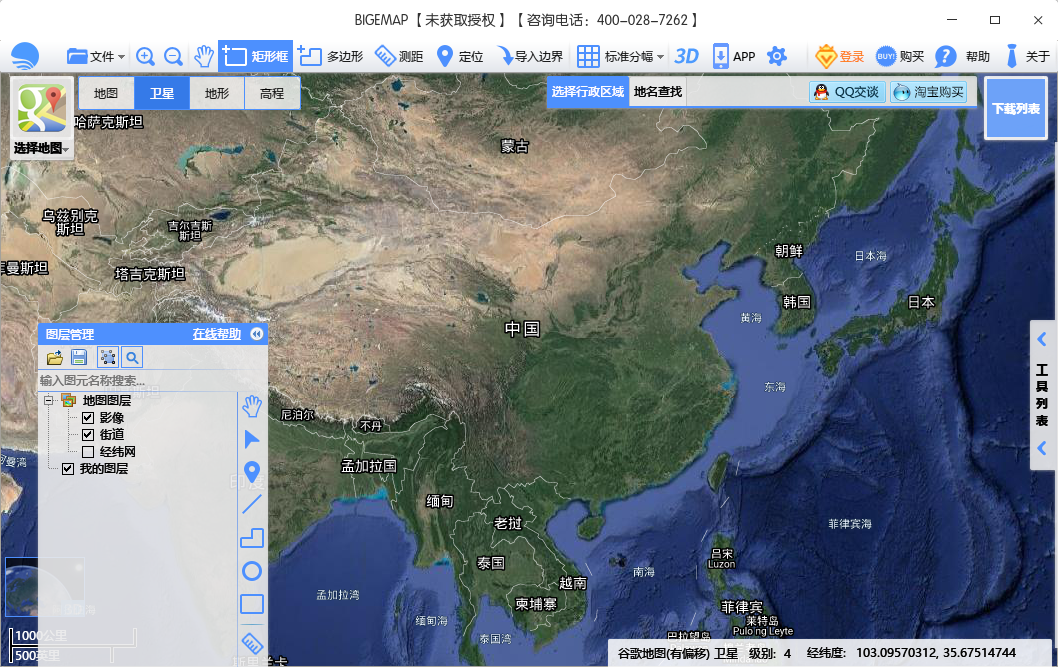 BIGEMAP【未获取授权】【咨询电话：400-028-7262】
文件 矩形框 多边形 测距 定位 导入边界 标准分幅 3D APP 登录 BUY! 购买 ? 帮助 关于
地图 卫星 地形 高程
选择行政区域 地名查找
QQ交谈 淘宝购买
下载列表
选择地图
哈萨克斯坦
蒙古
乌兹别克
斯坦
吉尔吉斯
斯坦
库曼斯坦
塔吉克斯坦
朝鲜
日本海
韩国
日本
黄海
中国
东海
图层管理 在线帮助
输入图元名称搜索...
地图图层
影像
街道
经纬网
我的图层
工
具
列
表
尼泊尔
不丹
孟加拉国
缅甸
老挝
泰国
越南
柬埔寨
南海
菲律宾海
吕宋
Luzon
菲律宾
莱特岛
Pulo ng Leyte
巴拉望岛
孟加拉湾
缅甸海
泰国湾
曼湾
斯里兰卡
1000公里
500英里
谷歌地图(有偏移) 卫星 级别：4 经纬度：103.09570312, 35.67514744